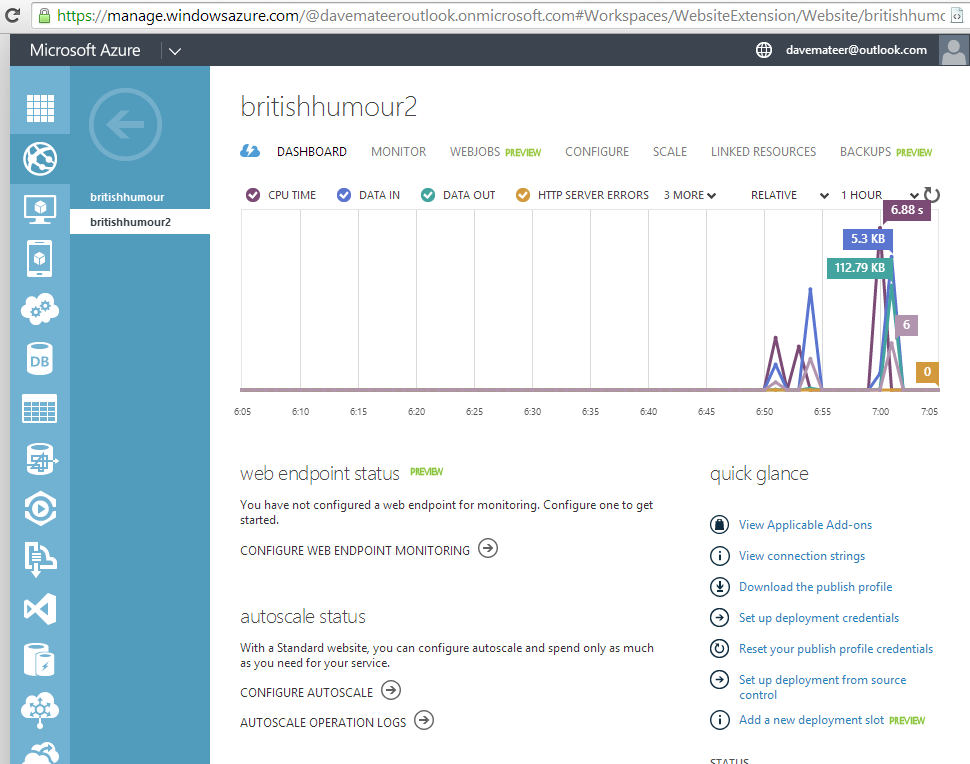 https://manage.windowsazure.com/@davemateeroutlook.onmicrosoft.com#Workspaces/WebsiteExtension/Website/britishhumo
Microsoft Azure
davemateer@outlook.com
britishhumour
britishhumour2
DB
britishhumour2
DASHBOARD MONITOR WEBJOBS PREVIEW CONFIGURE SCALE LINKED RESOURCES BACKUPS PREVIEW
CPU TIME DATA IN DATA OUT HTTP SERVER ERRORS 3 MORE RELATIVE 1 HOUR
6.88 s
5.3 KB
112.79 KB
6
0
6:05 6:10 6:15 6:20 6:25 6:30 6:35 6:40 6:45 6:50 6:55 7:00 7:05
web endpoint status PREVIEW
You have not configured a web endpoint for monitoring. Configure one to get
started.
CONFIGURE WEB ENDPOINT MONITORING
autoscale status
With a Standard website, you can configure autoscale and spend only as much
as you need for your service.
CONFIGURE AUTOSCALE
AUTOSCALE OPERATION LOGS
quick glance
View Applicable Add-ons
View connection strings
Download the publish profile
Set up deployment credentials
Reset your publish profile credentials
Set up deployment from source
control
Add a new deployment slot PREVIEW
STATUS